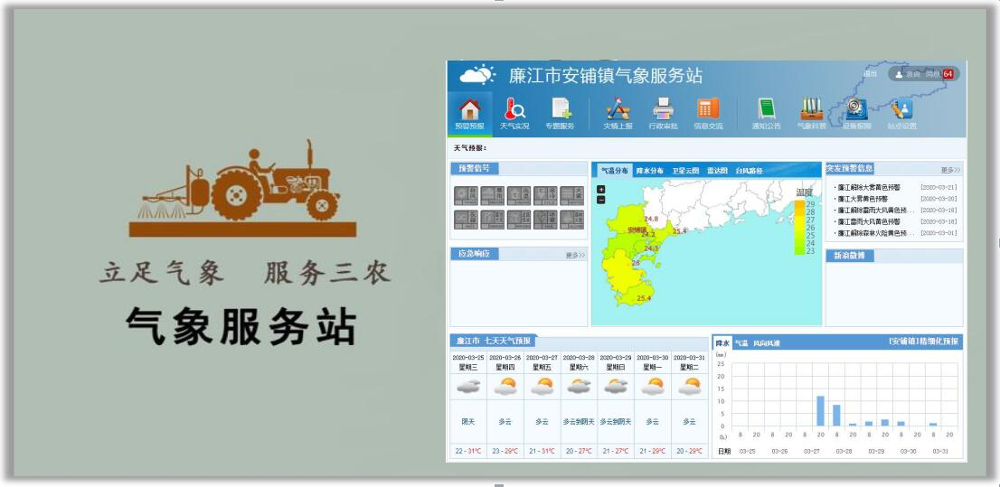 立足气象 服务三农
气象服务站
廉江市安铺镇气象服务站
退出
消息 64
预警预报 天气实况 专题服务 灾情上报 行政审批 信息交流 通知公告 气象科普 设备报障 站点设置
天气预报：
预警信号
应急响应 更多>>
气温分布 降水分布 卫星云图 雷达图 台风路径
温度
29
28
27
26
25
24
23
24.8
安铺镇
24.2
25.4
24.3
26
25.4
突发预警信息 更多>>
·廉江解除大雾黄色预警 [2020-03-21]
·廉江大雾黄色预警 [2020-03-20]
·廉江解除雷雨大风黄色预... [2020-03-18]
·廉江雷雨大风黄色预警 [2020-03-18]
·廉江解除森林火险黄色预... [2020-03-01]
新浪微博
廉江市 七天天气预报
2020-03-25 2020-03-26 2020-03-27 2020-03-28 2020-03-29 2020-03-30 2020-03-31
星期三 星期四 星期五 星期六 星期日 星期一 星期二
阴天 多云 多云 多云到阴天 多云到阴天 多云 多云
22 - 31℃ 23 - 29℃ 21 - 31℃ 20 - 27℃ 21 - 27℃ 21 - 29℃ 20 - 29℃
降水 气温 风向风速 [安铺镇]精细化预报
(mm)
25
20
15
10
5
0
(h) 8 20 8 20 8 20 8 20 8 20 8 20 8 20
日期 03-25 03-26 03-27 03-28 03-29 03-30 03-31